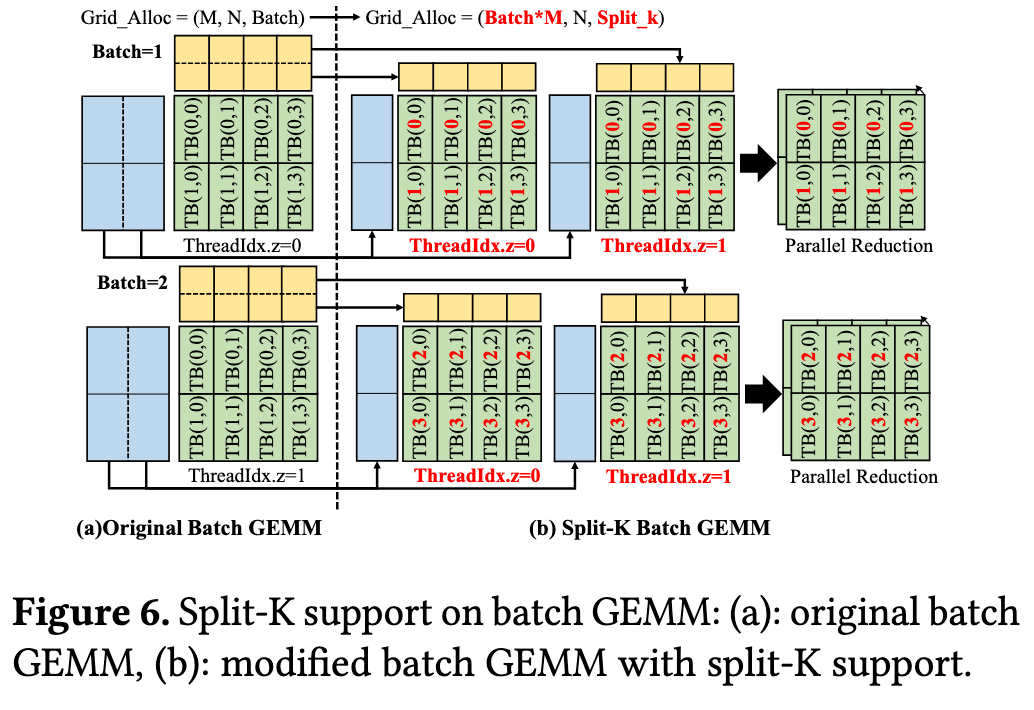 Grid_Alloc = (M, N, Batch) Grid_Alloc = (Batch*M, N, Split_k)
Batch=1
TB(0,0) TB(0,1) TB(0,2) TB(0,3) TB(0,0) TB(0,1) TB(0,2) TB(0,3) TB(0,0) TB(0,1) TB(0,2) TB(0,3) TB(0,0) TB(0,1) TB(0,2) TB(0,3)
TB(1,0) TB(1,1) TB(1,2) TB(1,3) TB(1,0) TB(1,1) TB(1,2) TB(1,3) TB(1,0) TB(1,1) TB(1,2) TB(1,3) TB(1,0) TB(1,1) TB(1,2) TB(1,3)
ThreadIdx.z=0 ThreadIdx.z=0 ThreadIdx.z=1 Parallel Reduction
Batch=2
TB(0,0) TB(0,1) TB(0,2) TB(0,3) TB(2,0) TB(2,1) TB(2,2) TB(2,3) TB(2,0) TB(2,1) TB(2,2) TB(2,3) TB(2,0) TB(2,1) TB(2,2) TB(2,3)
TB(1,0) TB(1,1) TB(1,2) TB(1,3) TB(3,0) TB(3,1) TB(3,2) TB(3,3) TB(3,0) TB(3,1) TB(3,2) TB(3,3) TB(3,0) TB(3,1) TB(3,2) TB(3,3)
ThreadIdx.z=1 ThreadIdx.z=0 ThreadIdx.z=1 Parallel Reduction
(a)Original Batch GEMM (b) Split-K Batch GEMM
Figure 6. Split-K support on batch GEMM: (a): original batch
GEMM, (b): modified batch GEMM with split-K support.